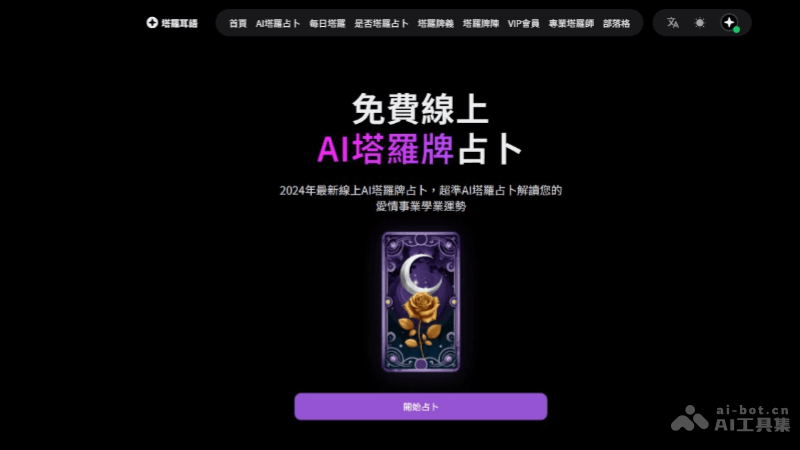 塔羅耳語
首頁 AI塔羅占卜 每日塔羅 是否塔羅占卜 塔羅牌義 塔羅牌陣 VIP會員 專業塔羅師 部落格
免費線上
AI塔羅牌占卜
2024年最新線上AI塔羅牌占卜，超準AI塔羅占卜解讀您的
愛情事業學業運勢
開始占卜
ai-bot.cn
AI工具集